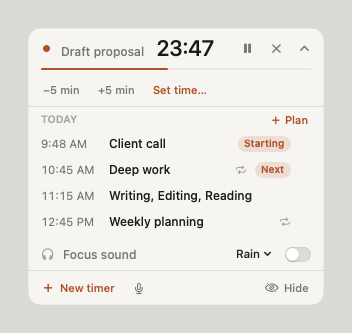 Draft proposal 23:47
−5 min +5 min Set time...
TODAY + Plan
9:48 AM Client call Starting
10:45 AM Deep work Next
11:15 AM Writing, Editing, Reading
12:45 PM Weekly planning
Focus sound Rain
+ New timer Hide